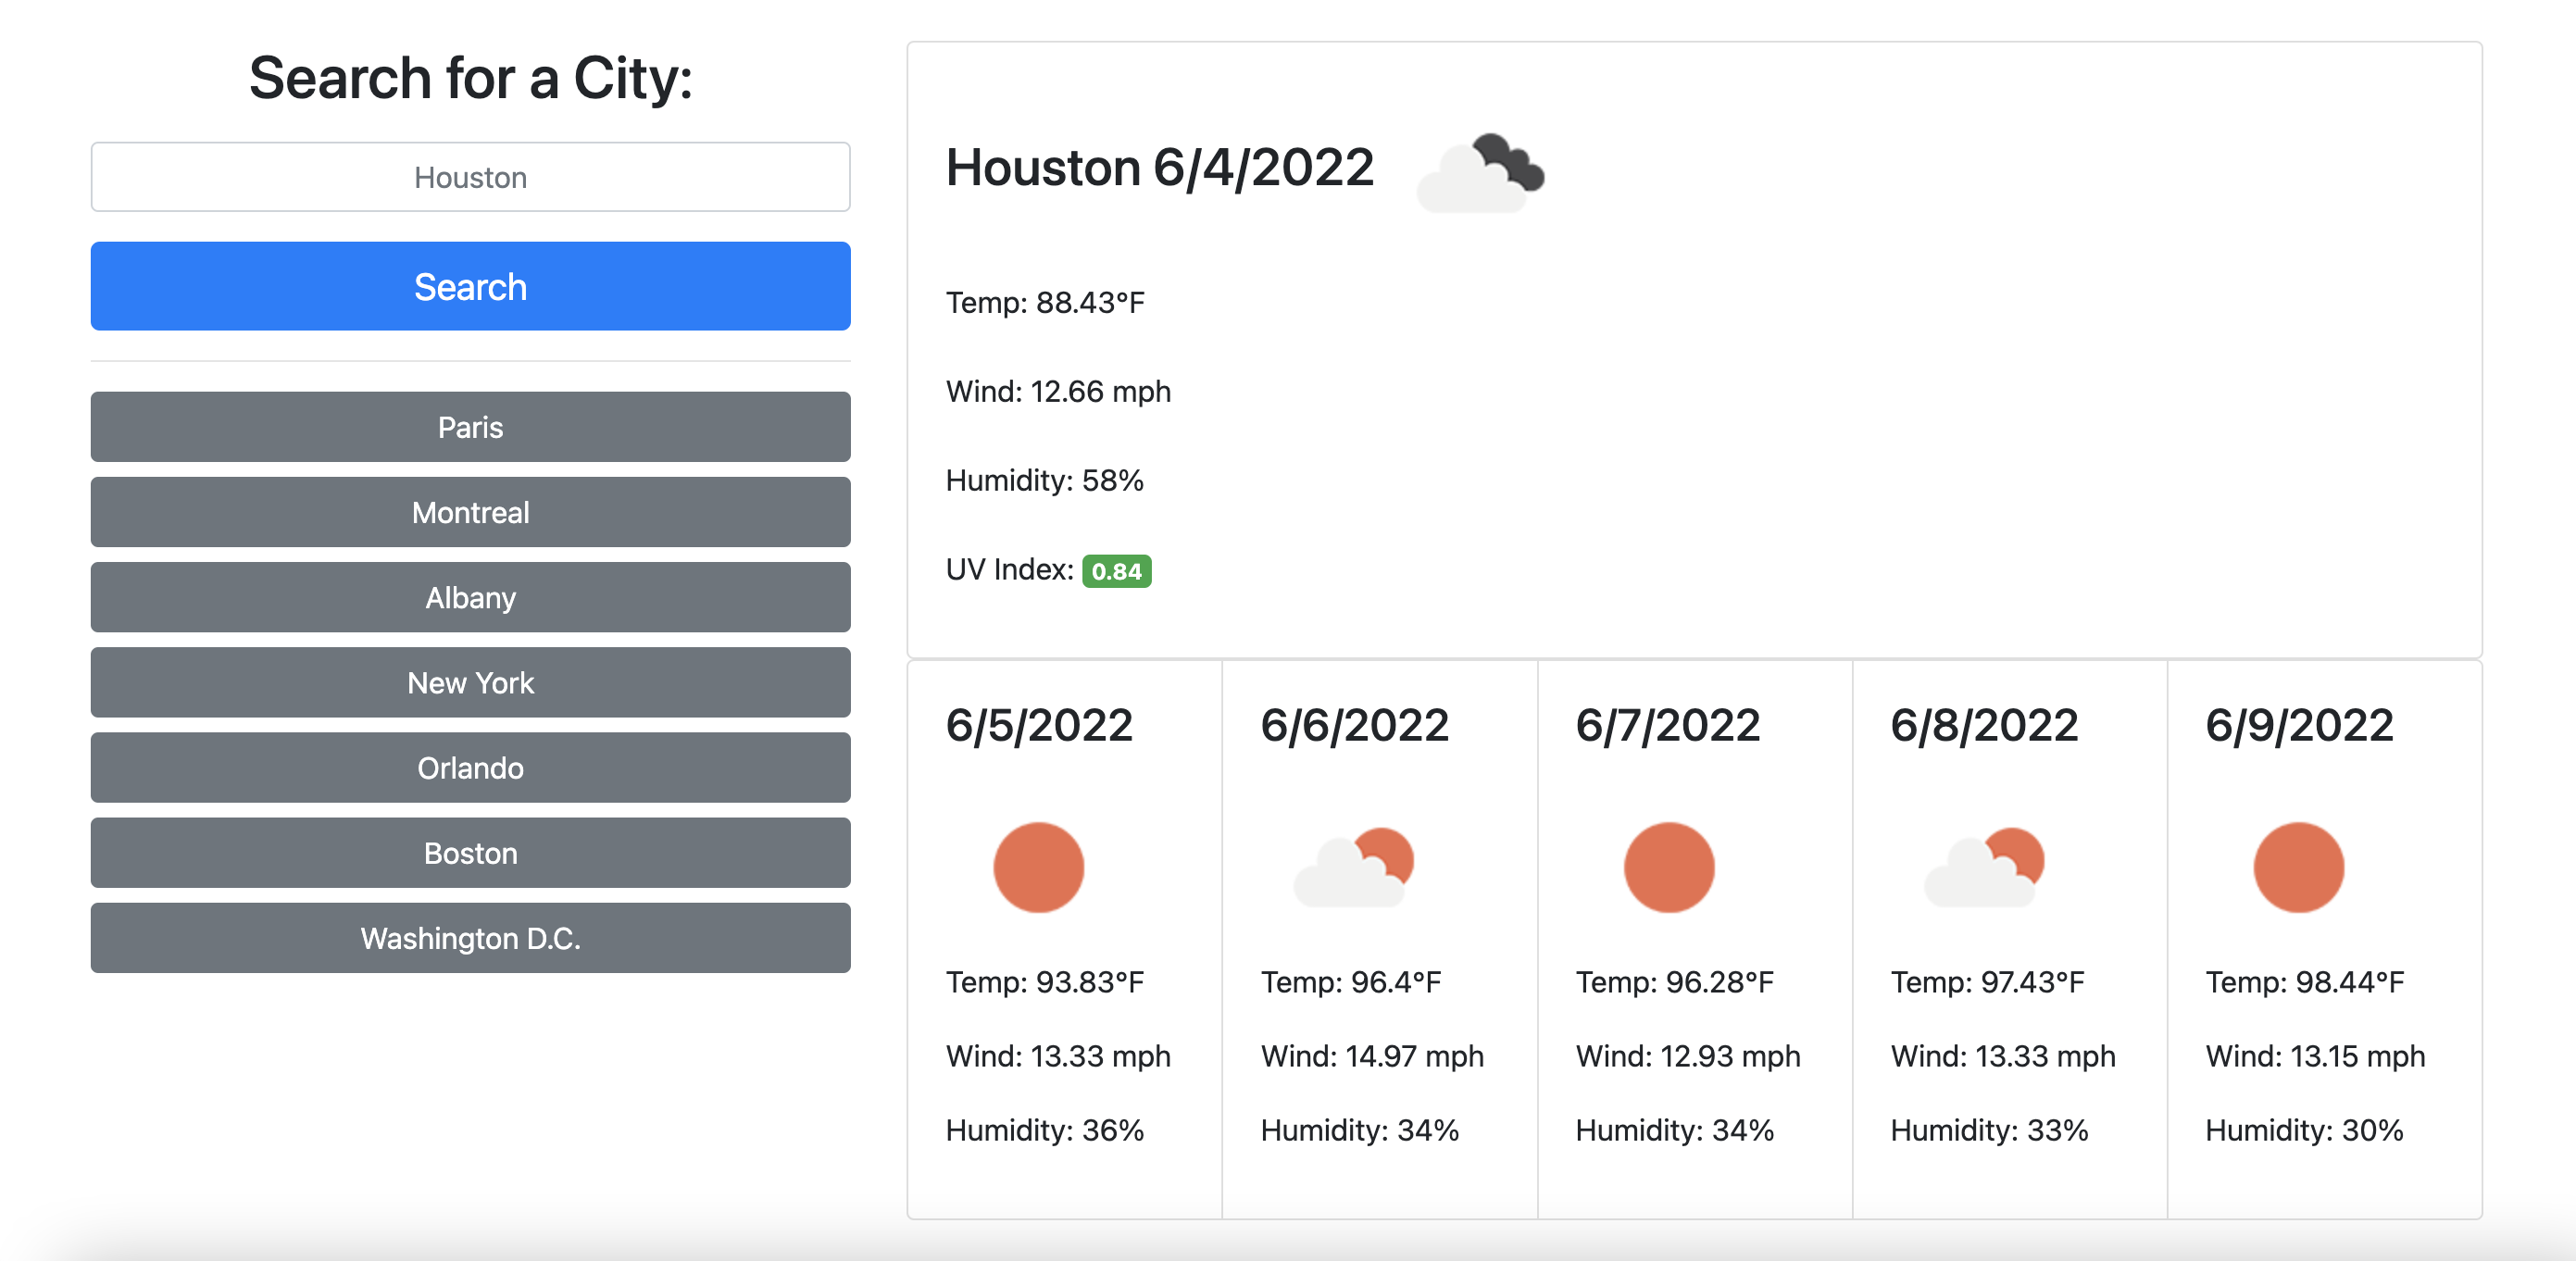 Search for a City:
Houston
Search
Paris
Montreal
Albany
New York
Orlando
Boston
Washington D.C.
Houston 6/4/2022
Temp: 88.43°F
Wind: 12.66 mph
Humidity: 58%
UV Index: 0.84
6/5/2022
Temp: 93.83°F
Wind: 13.33 mph
Humidity: 36%
6/6/2022
Temp: 96.4°F
Wind: 14.97 mph
Humidity: 34%
6/7/2022
Temp: 96.28°F
Wind: 12.93 mph
Humidity: 34%
6/8/2022
Temp: 97.43°F
Wind: 13.33 mph
Humidity: 33%
6/9/2022
Temp: 98.44°F
Wind: 13.15 mph
Humidity: 30%